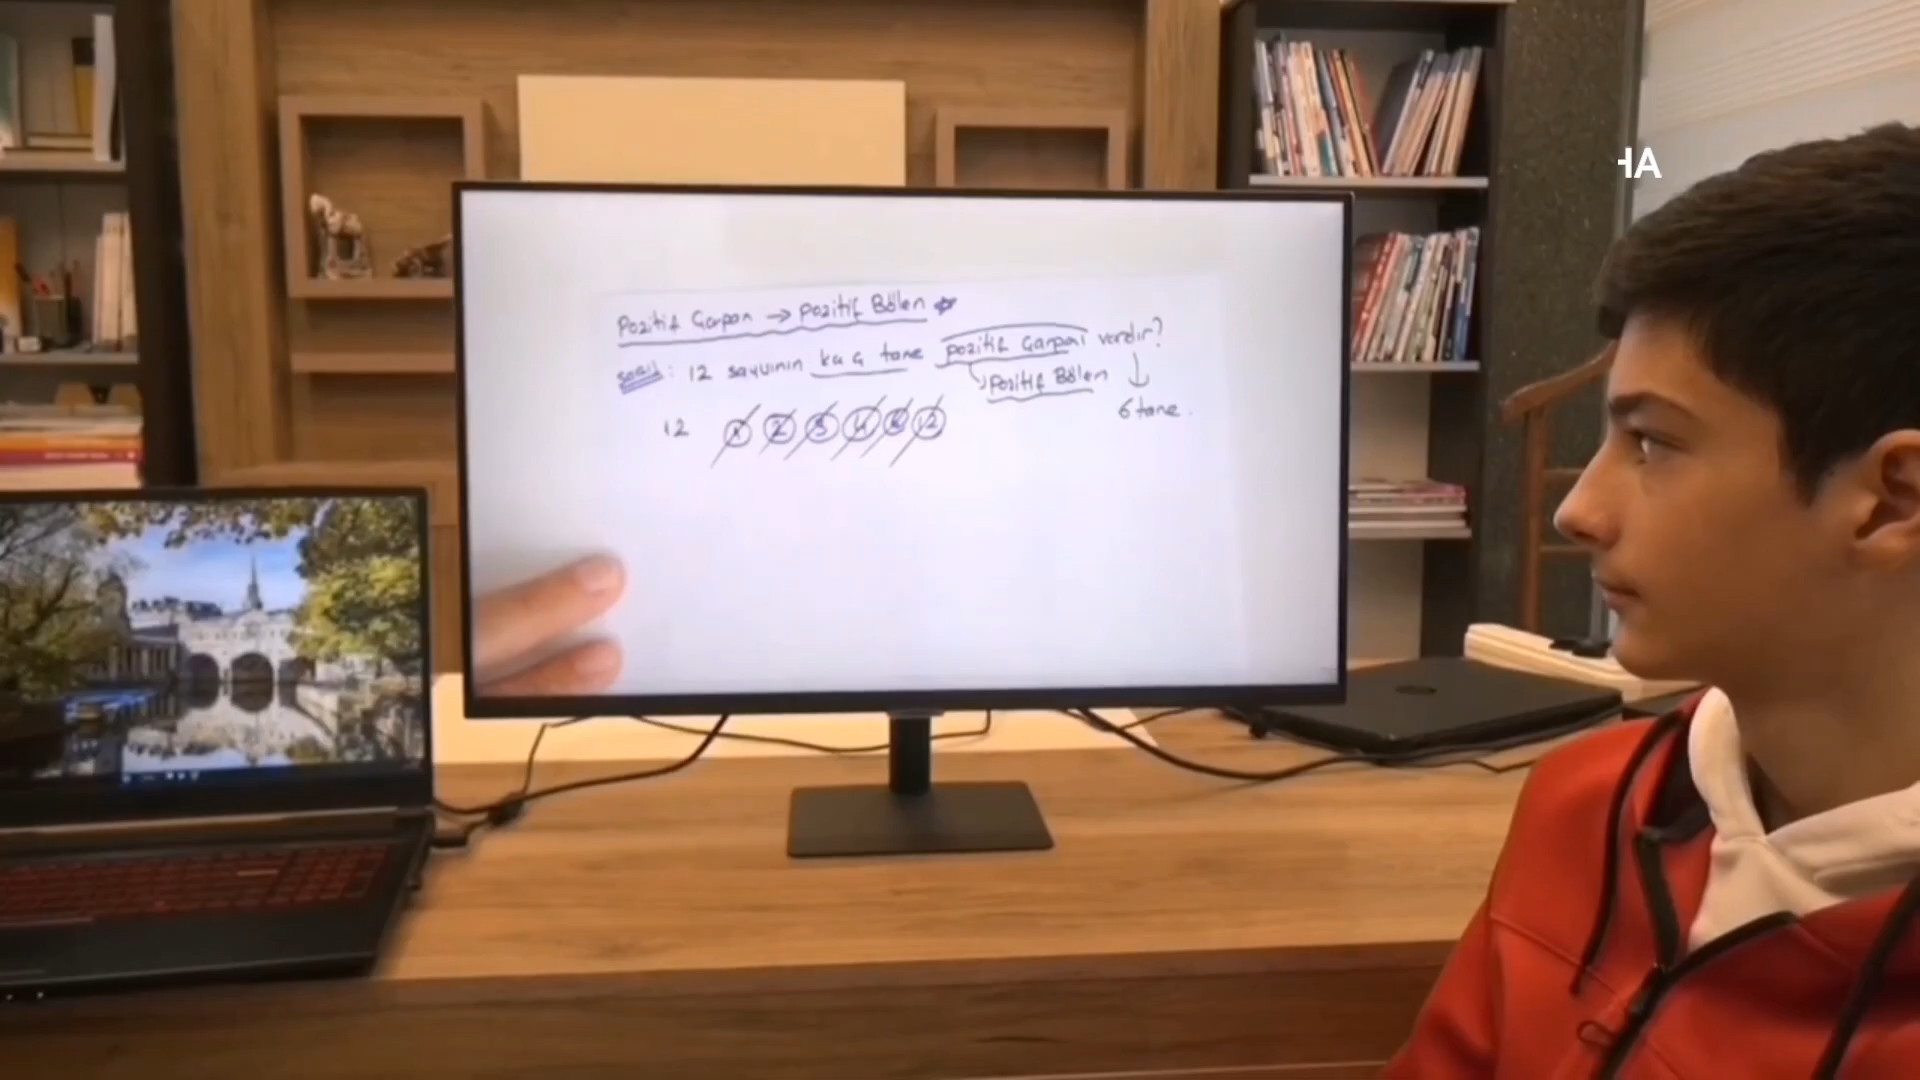 HA
Pozitif Çarpan → Pozitif Bölen
soru: 12 sayısının kaç tane pozitif çarpanı vardır?
Pozitif Bölen
6 tane.
12 1 2 3 4 6 12